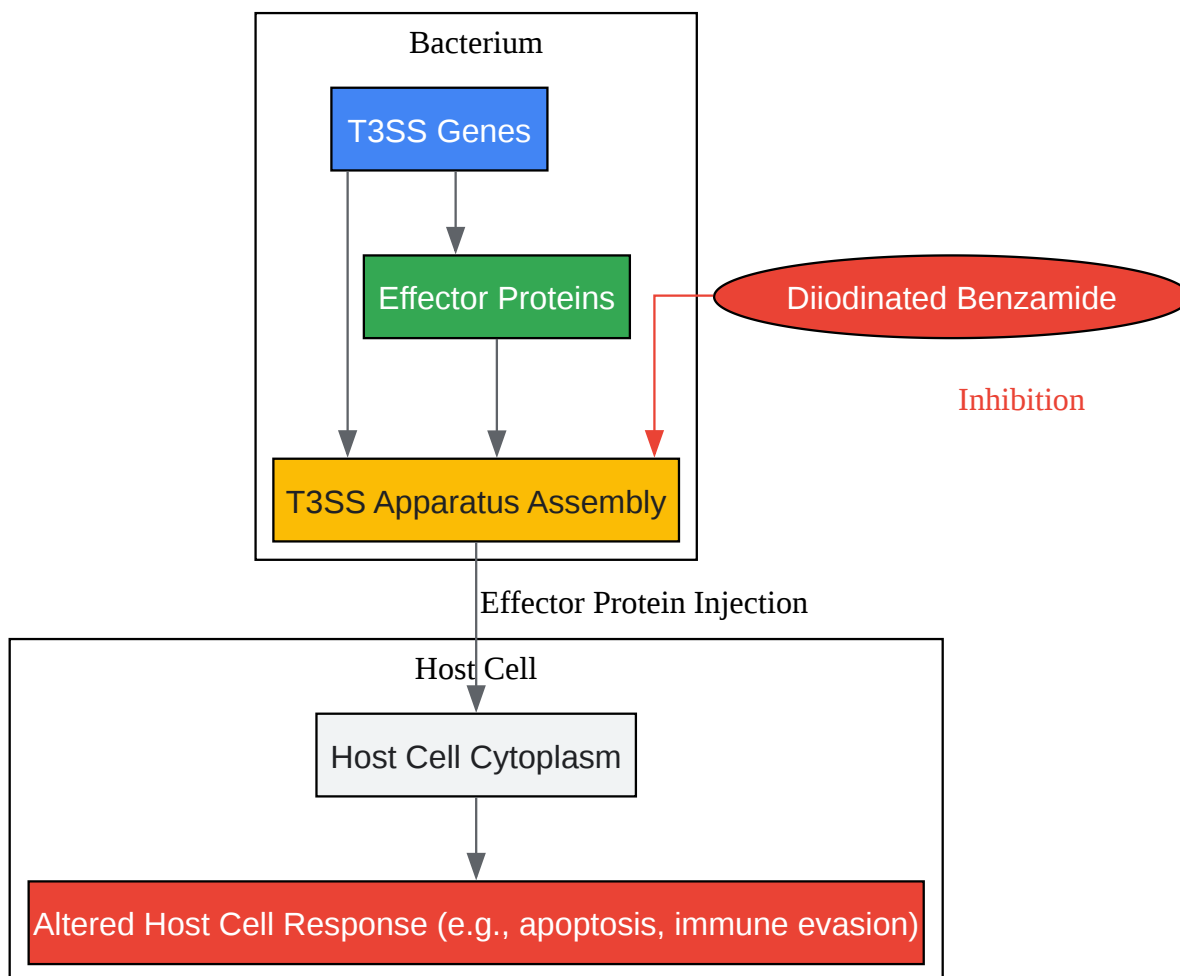 Bacterium
T3SS Genes
Effector Proteins
Diiodinated Benzamide
Inhibition
T3SS Apparatus Assembly
Effector Protein Injection
Host Cell
Host Cell Cytoplasm
Altered Host Cell Response (e.g., apoptosis, immune evasion)